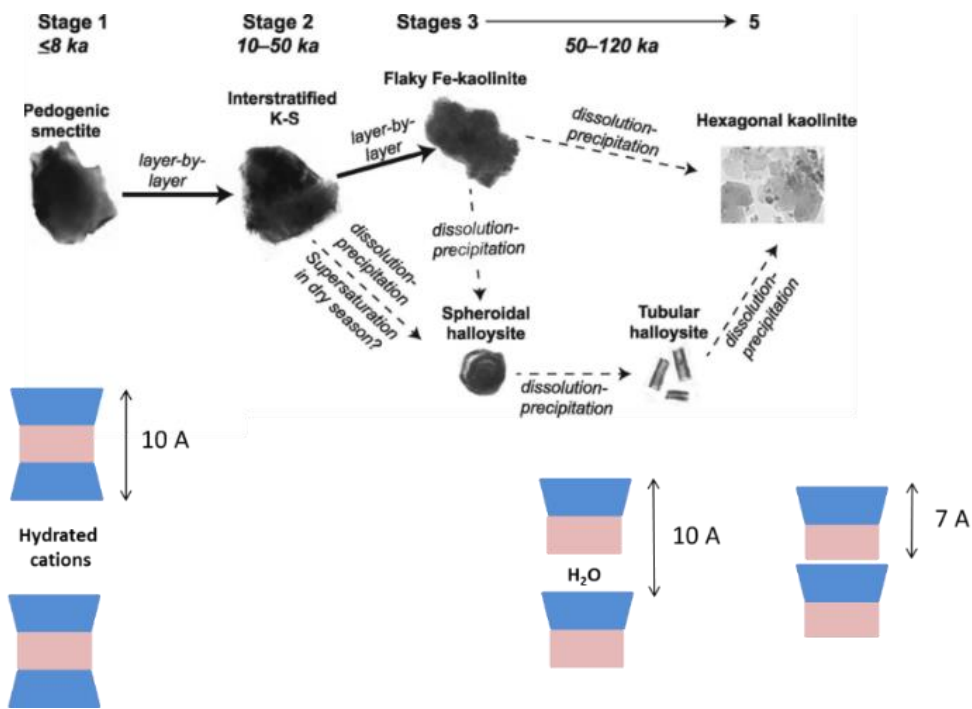 Stage 1
≤8 ka
Stage 2
10–50 ka
Stages 3
5
50–120 ka
Pedogenic
smectite
layer-by-
layer
Interstratified
K-S
layer-by-
layer
Flaky Fe-kaolinite
dissolution-
precipitation
Hexagonal kaolinite
dissolution-
precipitation
Supersaturation
in dry season?
dissolution-
precipitation
Spheroidal
halloysite
dissolution-
precipitation
Tubular
halloysite
dissolution-
precipitation
10 A
Hydrated
cations
10 A
H₂O
7 A